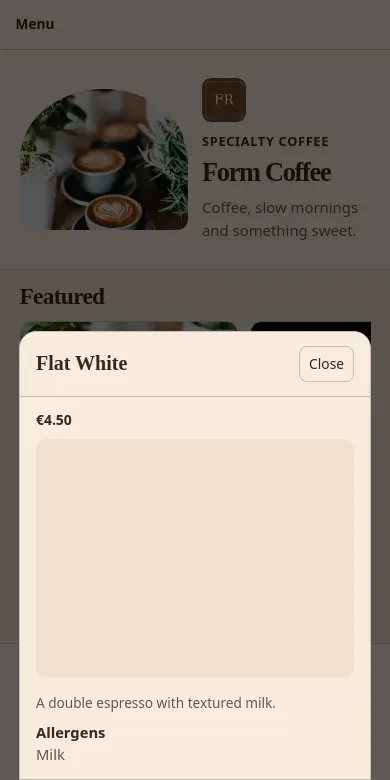 Menu
FR
SPECIALTY COFFEE
Form Coffee
Coffee, slow mornings
and something sweet.
Featured
Flat White
Close
€4.50
A double espresso with textured milk.
Allergens
Milk